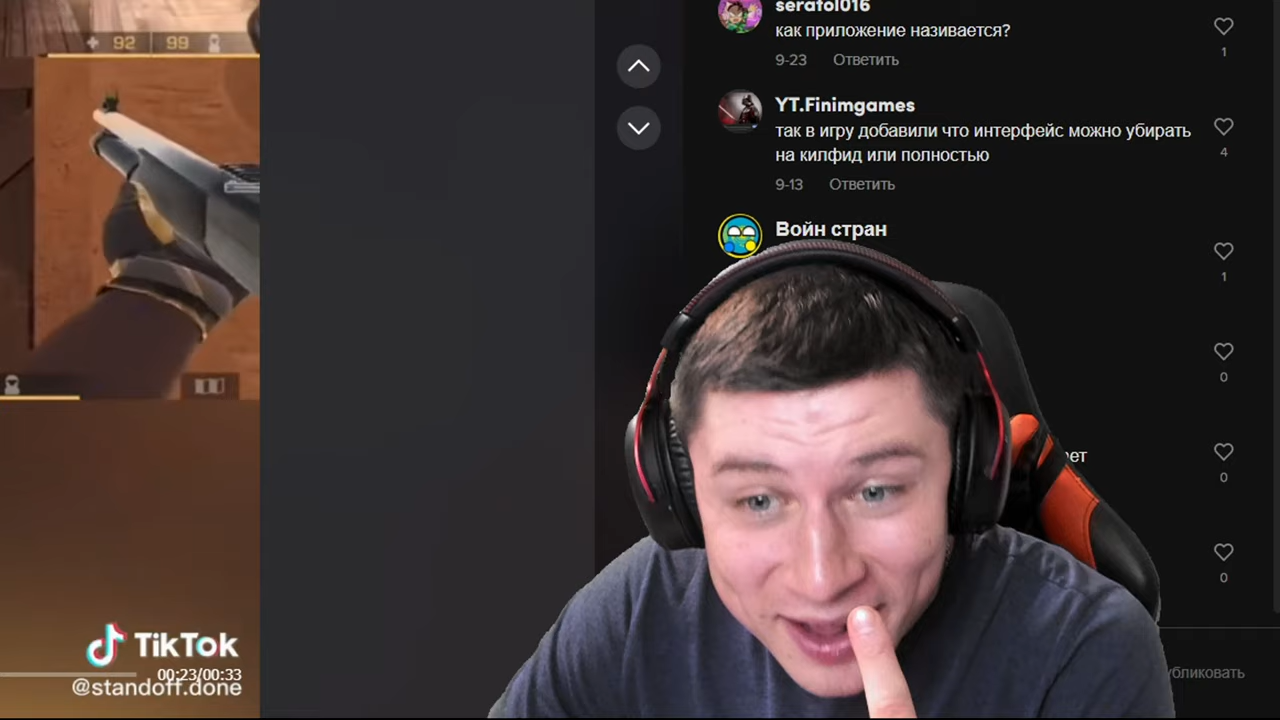 92
99
serafol016
как приложение називается?
1
9-23
Ответить
YT.Finimgames
так в игру добавили что интерфейс можно убирать
4
на килфид или полностью
9-13
Ответить
Войн стран
1
0
нет
0
0
TikTok
00:23/00:33
@standoff.done
убликовать